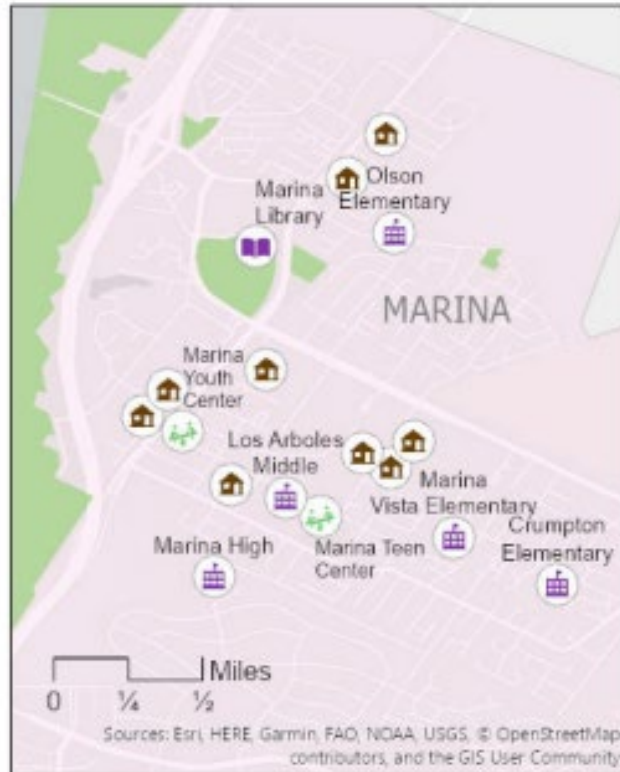 Olson
Elementary
Marina
Library
MARINA
Marina
Youth
Center
Los Arboles
Middle
Marina
Vista Elementary
Crumpton
Elementary
Marina High
Marina Teen
Center
Miles
0 ¼ ½
Sources: Esri, HERE, Garmin, FAO, NOAA, USGS, © OpenStreetMap
contributors, and the GIS User Community